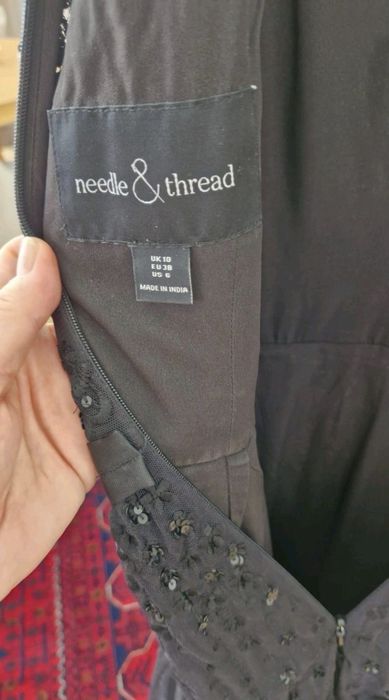 needle & thread
UK 10
EU 38
US 6
MADE IN INDIA